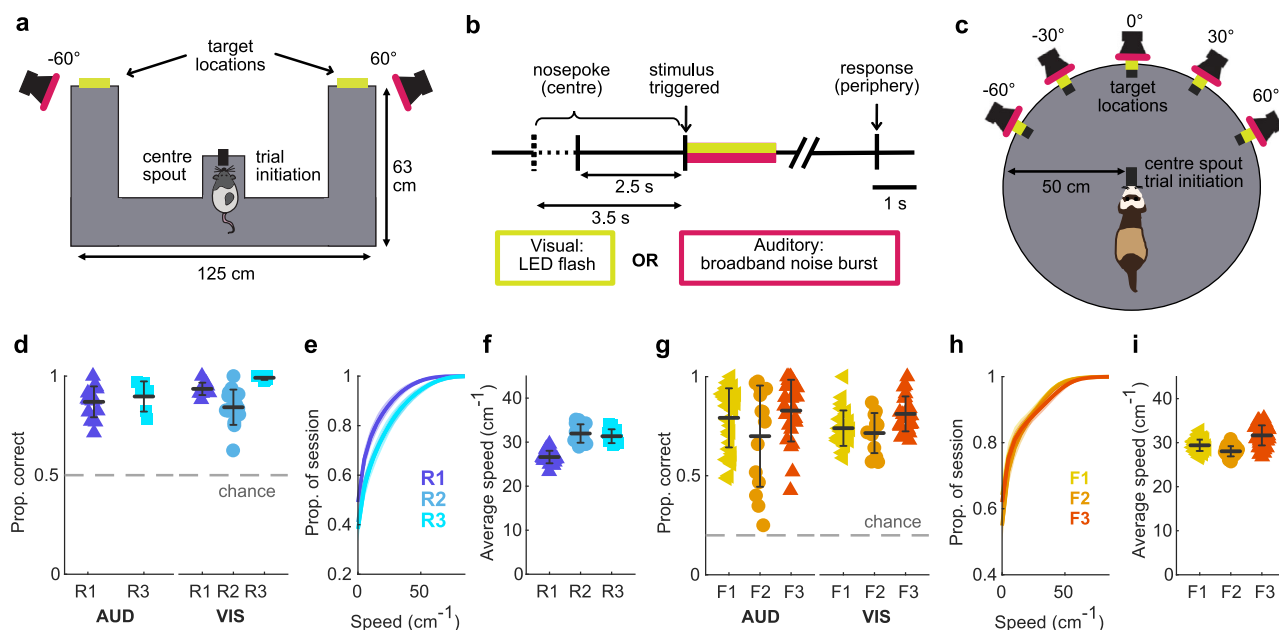 a
-60°
target
locations
60°
centre
spout
trial
initiation
63
cm
125 cm
b
nosepoke
(centre)
stimulus
triggered
response
(periphery)
2.5 s
3.5 s
1 s
Visual:
LED flash
OR
Auditory:
broadband noise burst
c
-60°
-30°
0°
30°
60°
target
locations
centre spout
trial initiation
50 cm
d
Prop. correct
1
0.5
0
chance
R1 R3 R1 R2 R3
AUD VIS
e
Prop. of session
1
0.8
0.6
0.4
0.2
R1
R2
R3
0 50
Speed (cm⁻¹)
f
Average speed (cm⁻¹)
40
30
20
10
0
R1 R2 R3
g
Prop. correct
1
0.5
0
chance
F1 F2 F3 F1 F2 F3
AUD VIS
h
Prop. of session
1
0.8
0.6
0.4
F1
F2
F3
0 50
Speed (cm⁻¹)
i
Average speed (cm⁻¹)
40
30
20
10
0
F1 F2 F3